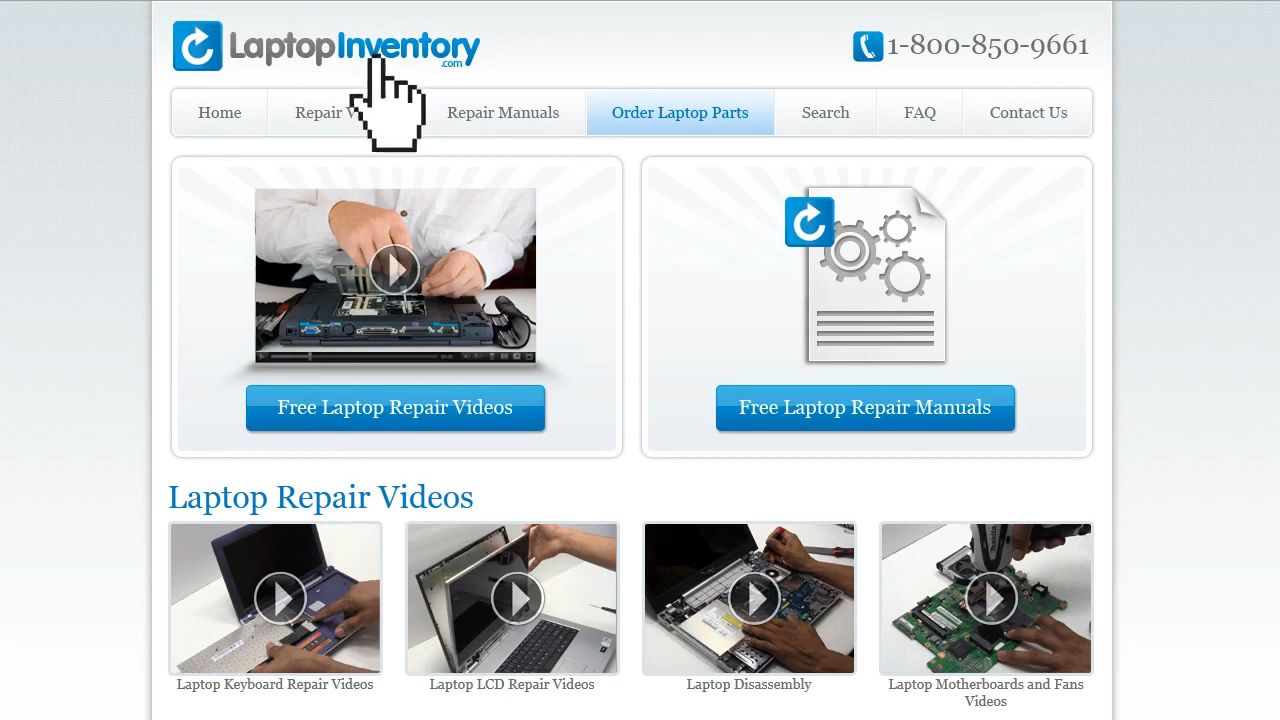 LaptopInventory
.com
1-800-850-9661
Home
Repair V
Repair Manuals
Order Laptop Parts
Search
FAQ
Contact Us
Free Laptop Repair Videos
Free Laptop Repair Manuals
Laptop Repair Videos
Laptop Keyboard Repair Videos
Laptop LCD Repair Videos
Laptop Disassembly
Laptop Motherboards and Fans
Videos